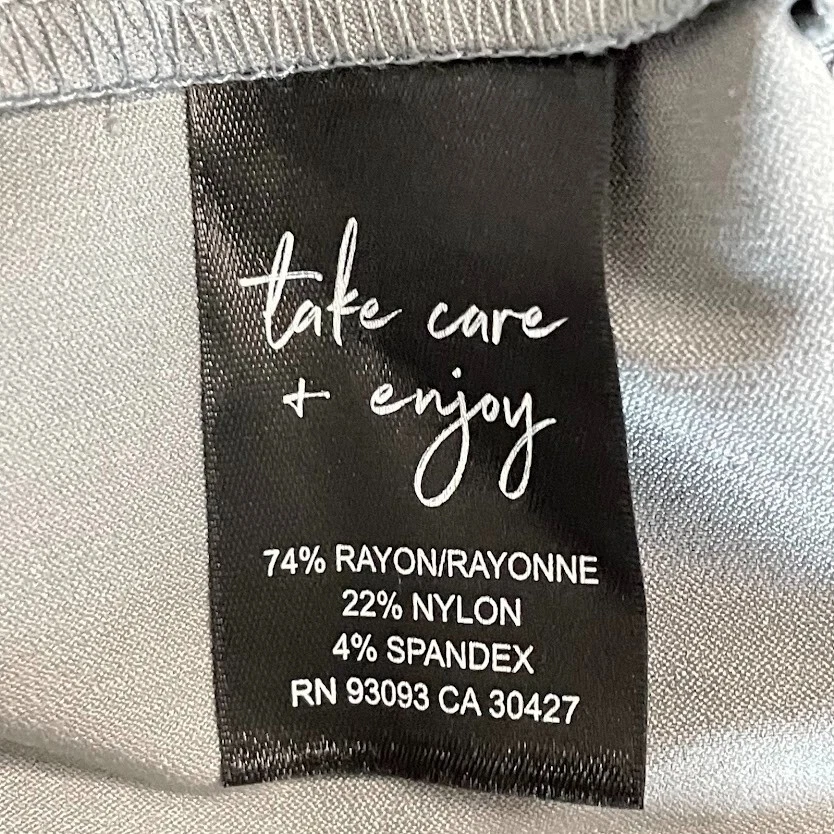 take care
+ enjoy
74% RAYON/RAYONNE
22% NYLON
4% SPANDEX
RN 93093 CA 30427